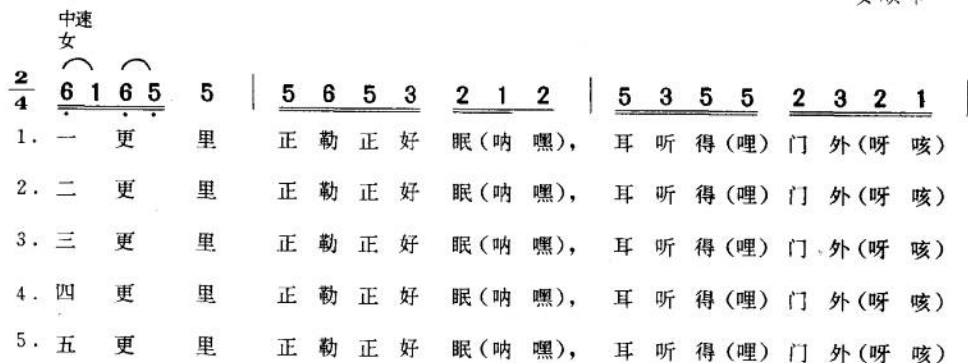 中速
女
2/4 6 1 6 5 5 | 5 6 5 3 2 1 2 | 5 3 5 5 2 3 2 1 |
1. 一 更 里 正 勒 正 好 眠(呐 嘿), 耳 听 得(哩) 门 外(呀 咳)
2. 二 更 里 正 勒 正 好 眠(呐 嘿), 耳 听 得(哩) 门 外(呀 咳)
3. 三 更 里 正 勒 正 好 眠(呐 嘿), 耳 听 得(哩) 门 外(呀 咳)
4. 四 更 里 正 勒 正 好 眠(呐 嘿), 耳 听 得(哩) 门 外(呀 咳)
5. 五 更 里 正 勒 正 好 眠(呐 嘿), 耳 听 得(哩) 门 外(呀 咳)